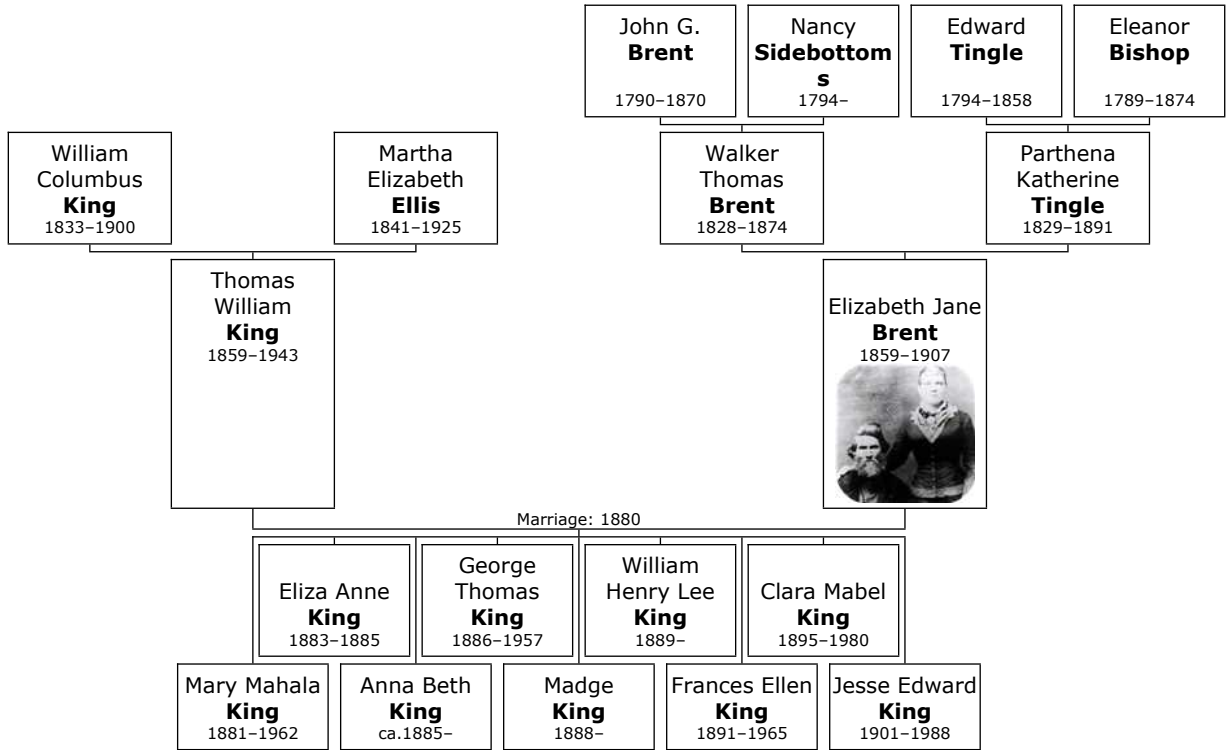 John G.
Brent
1790–1870
Nancy
Sidebottom
s
1794–
Edward
Tingle
1794–1858
Eleanor
Bishop
1789–1874
William
Columbus
King
1833–1900
Martha
Elizabeth
Ellis
1841–1925
Walker
Thomas
Brent
1828–1874
Parthena
Katherine
Tingle
1829–1891
Thomas
William
King
1859–1943
Elizabeth Jane
Brent
1859–1907
Marriage: 1880
Eliza Anne
King
1883–1885
George
Thomas
King
1886–1957
William
Henry Lee
King
1889–
Clara Mabel
King
1895–1980
Mary Mahala
King
1881–1962
Anna Beth
King
ca.1885–
Madge
King
1888–
Frances Ellen
King
1891–1965
Jesse Edward
King
1901–1988